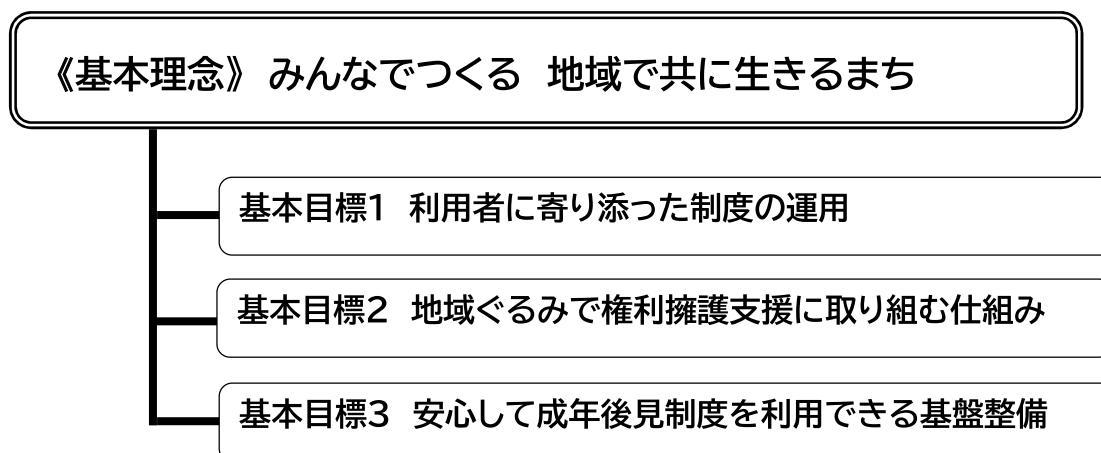 《基本理念》 みんなでつくる 地域で共に生きるまち
基本目標1 利用者に寄り添った制度の運用
基本目標2 地域ぐるみで権利擁護支援に取り組む仕組み
基本目標3 安心して成年後見制度を利用できる基盤整備